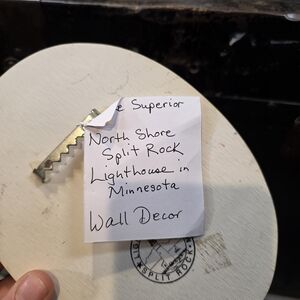 e Superior
North Shore
Split Rock
Lighthouse in
Minnesota
Wall Decor
SPLIT ROCK